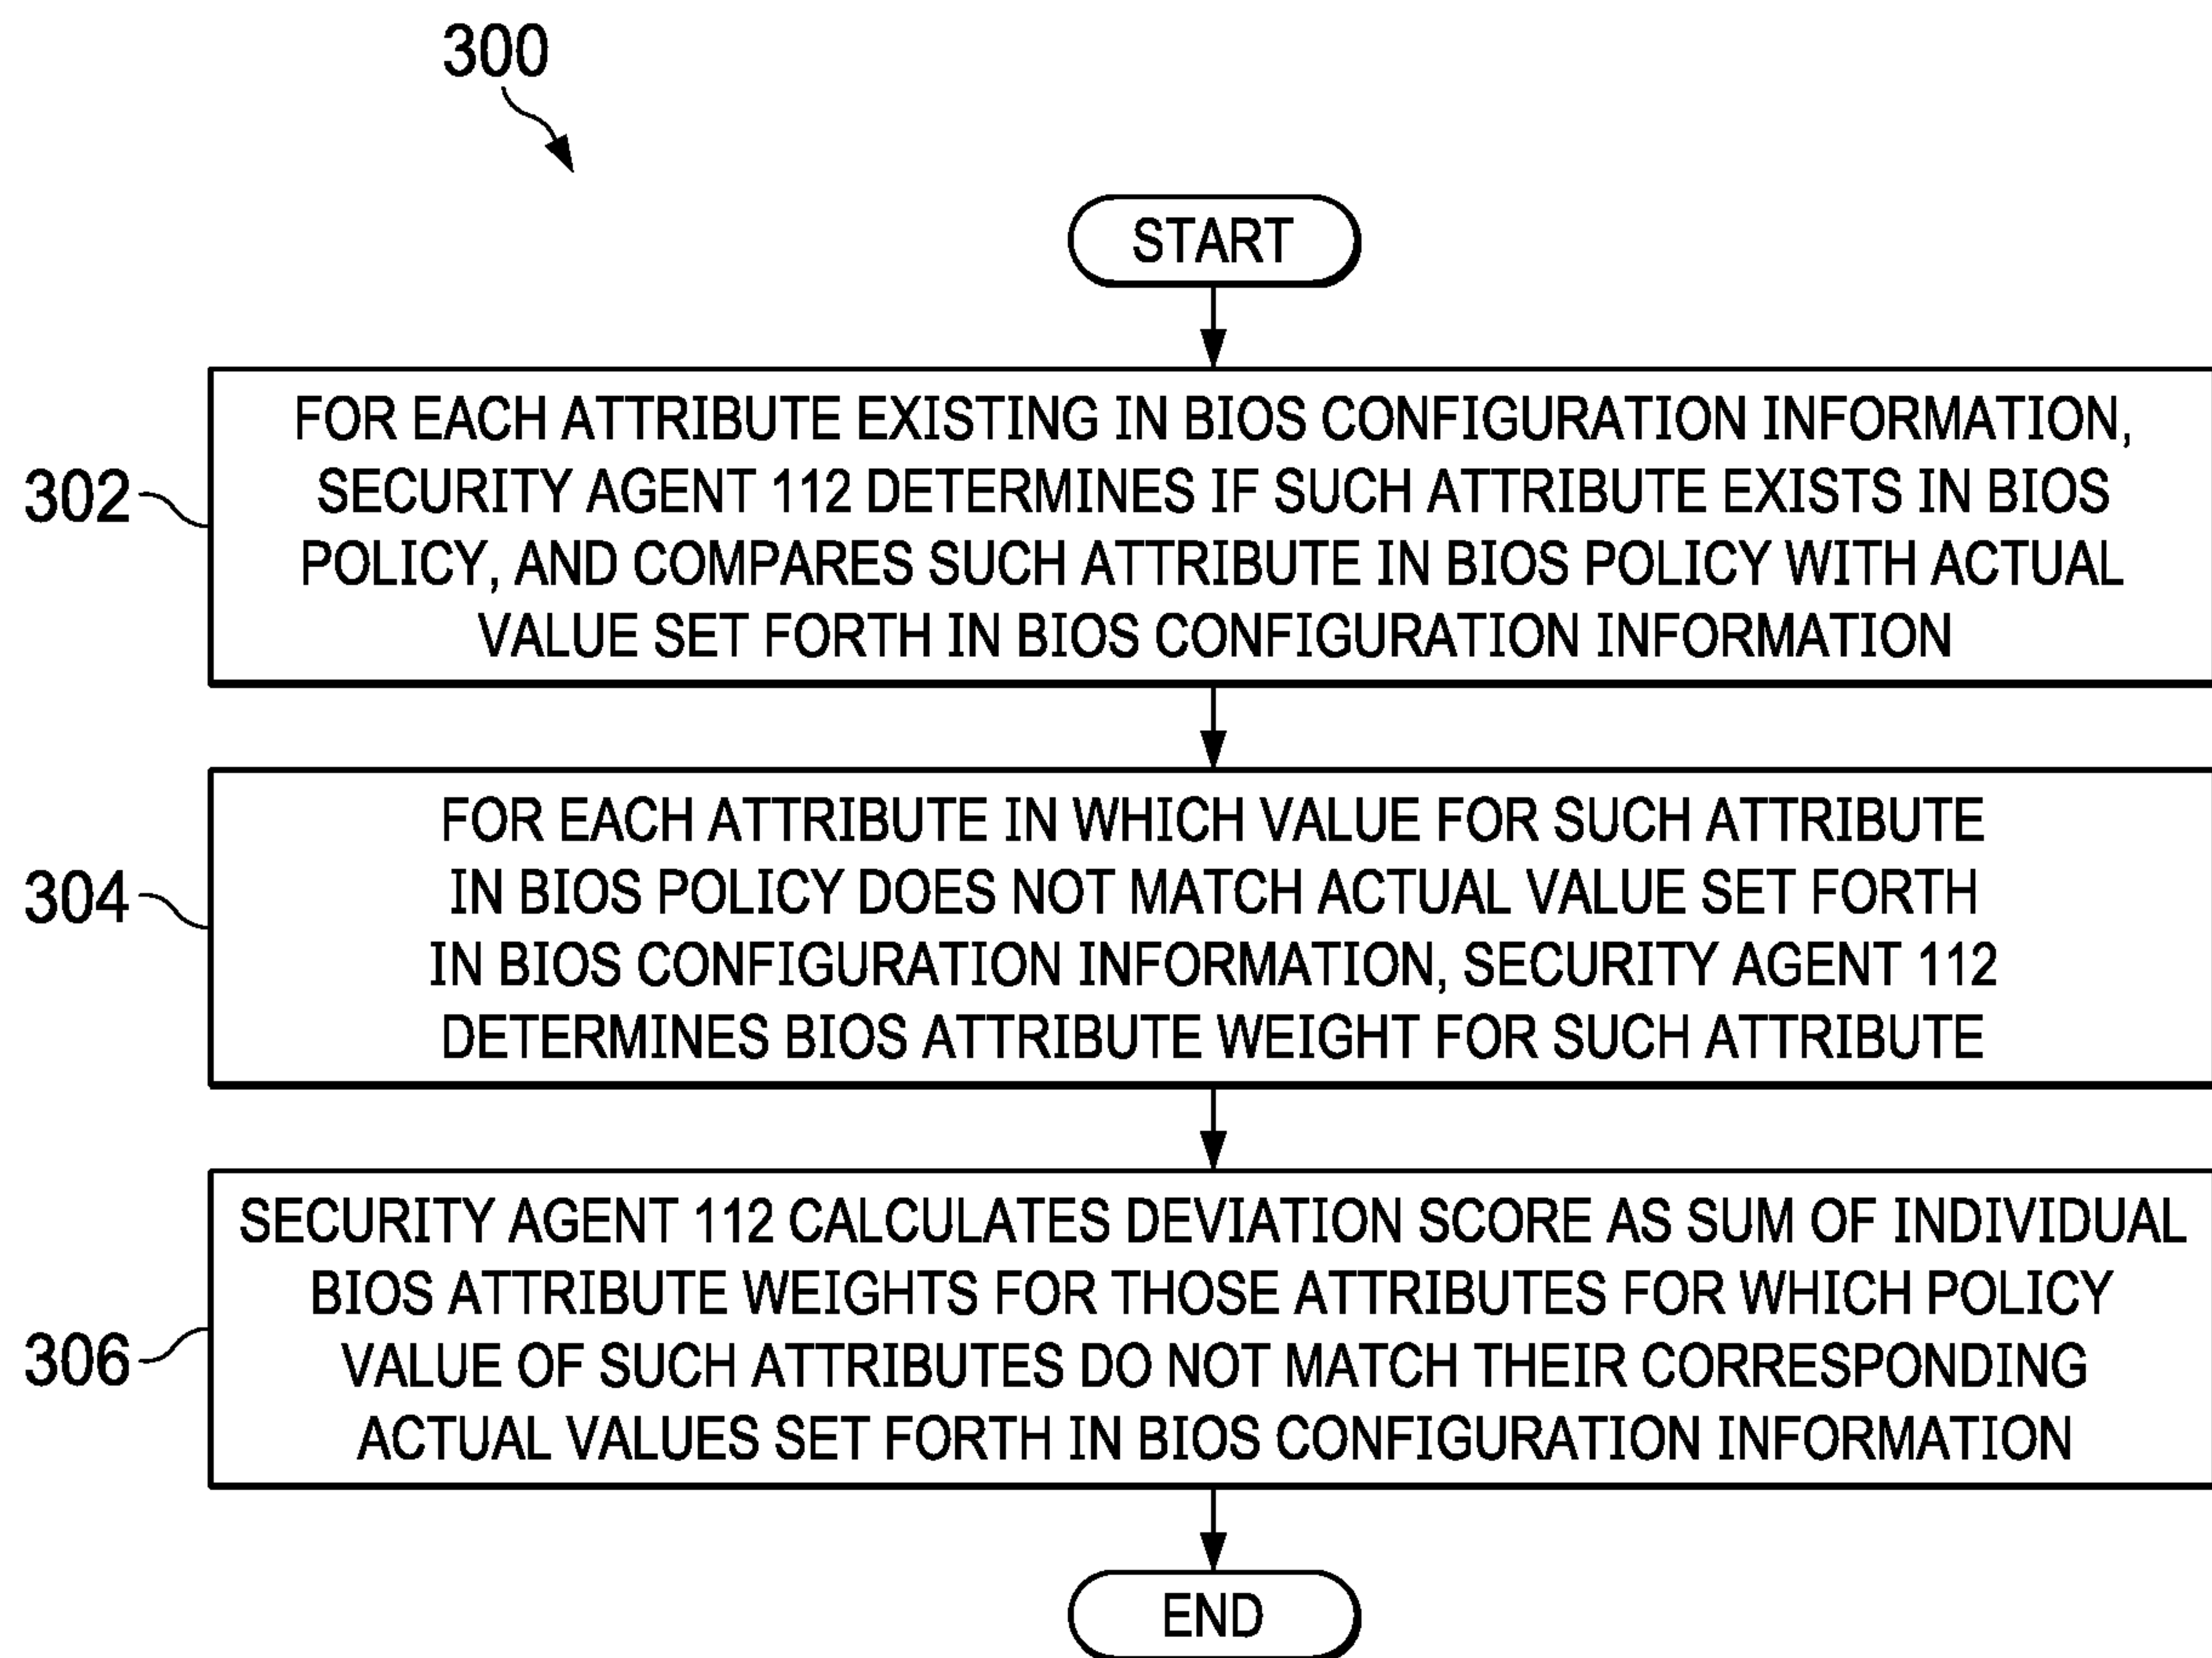 300
START
302
FOR EACH ATTRIBUTE EXISTING IN BIOS CONFIGURATION INFORMATION,
SECURITY AGENT 112 DETERMINES IF SUCH ATTRIBUTE EXISTS IN BIOS
POLICY, AND COMPARES SUCH ATTRIBUTE IN BIOS POLICY WITH ACTUAL
VALUE SET FORTH IN BIOS CONFIGURATION INFORMATION
304
FOR EACH ATTRIBUTE IN WHICH VALUE FOR SUCH ATTRIBUTE
IN BIOS POLICY DOES NOT MATCH ACTUAL VALUE SET FORTH
IN BIOS CONFIGURATION INFORMATION, SECURITY AGENT 112
DETERMINES BIOS ATTRIBUTE WEIGHT FOR SUCH ATTRIBUTE
306
SECURITY AGENT 112 CALCULATES DEVIATION SCORE AS SUM OF INDIVIDUAL
BIOS ATTRIBUTE WEIGHTS FOR THOSE ATTRIBUTES FOR WHICH POLICY
VALUE OF SUCH ATTRIBUTES DO NOT MATCH THEIR CORRESPONDING
ACTUAL VALUES SET FORTH IN BIOS CONFIGURATION INFORMATION
END